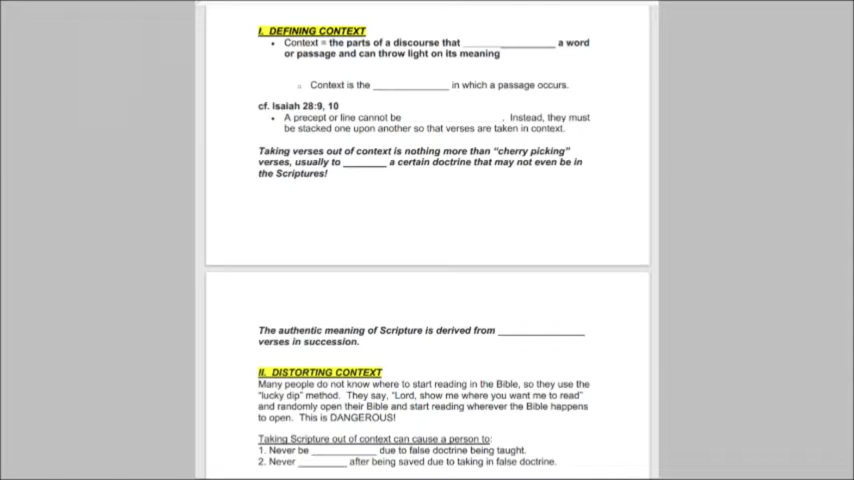 I. DEFINING CONTEXT
• Context = the parts of a discourse that _______ ________ a word
or passage and can throw light on its meaning
Context is the _____________ in which a passage occurs.
cf. Isaiah 28:9, 10
• A precept or line cannot be . Instead, they must
be stacked one upon another so that verses are taken in context.
Taking verses out of context is nothing more than “cherry picking”
verses, usually to _______ a certain doctrine that may not even be in
the Scriptures!
The authentic meaning of Scripture is derived from ______________
verses in succession.
II. DISTORTING CONTEXT
Many people do not know where to start reading in the Bible, so they use the
“lucky dip” method. They say, “Lord, show me where you want me to read”
and randomly open their Bible and start reading wherever the Bible happens
to open. This is DANGEROUS!
Taking Scripture out of context can cause a person to:
1. Never be ___________ due to false doctrine being taught.
2. Never ________ after being saved due to taking in false doctrine.